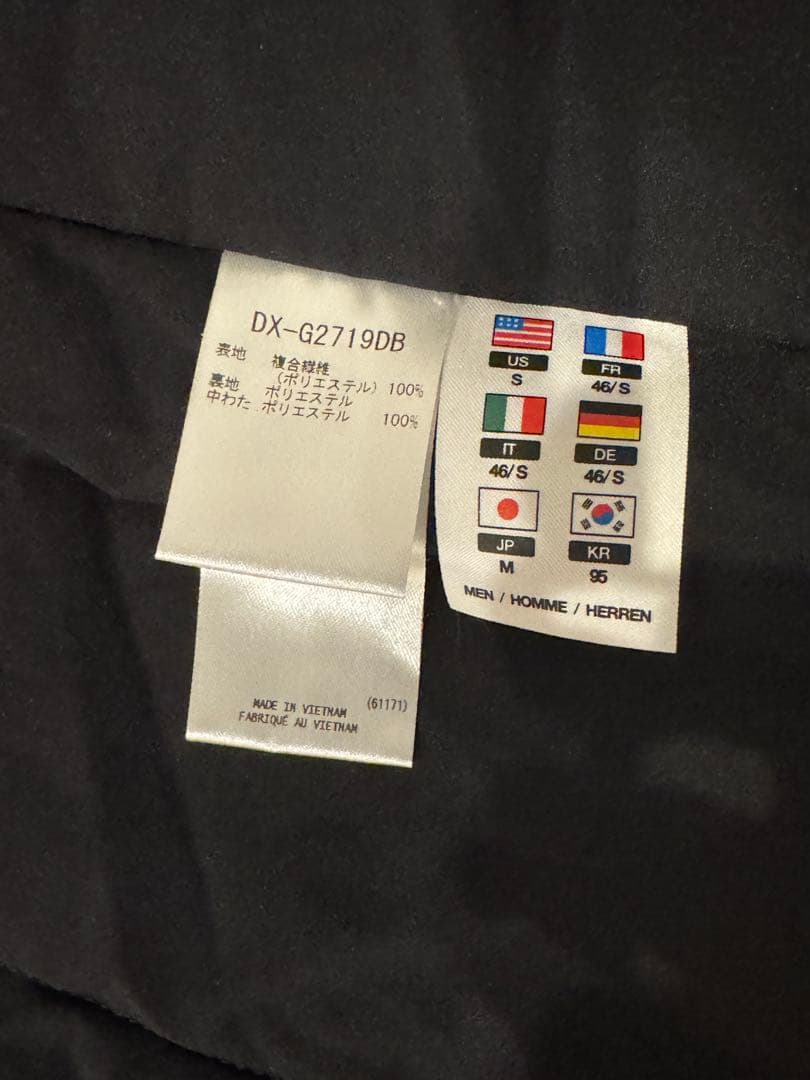 DX-G2719DB
表地 複合繊維
(ポリエステル) 100%
裏地 ポリエステル
中わた ポリエステル 100%
MADE IN VIETNAM (61171)
FABRIQUÉ AU VIETNAM
US FR
S 46/S
IT DE
46/S 46/S
JP KR
M 95
MEN / HOMME / HERREN